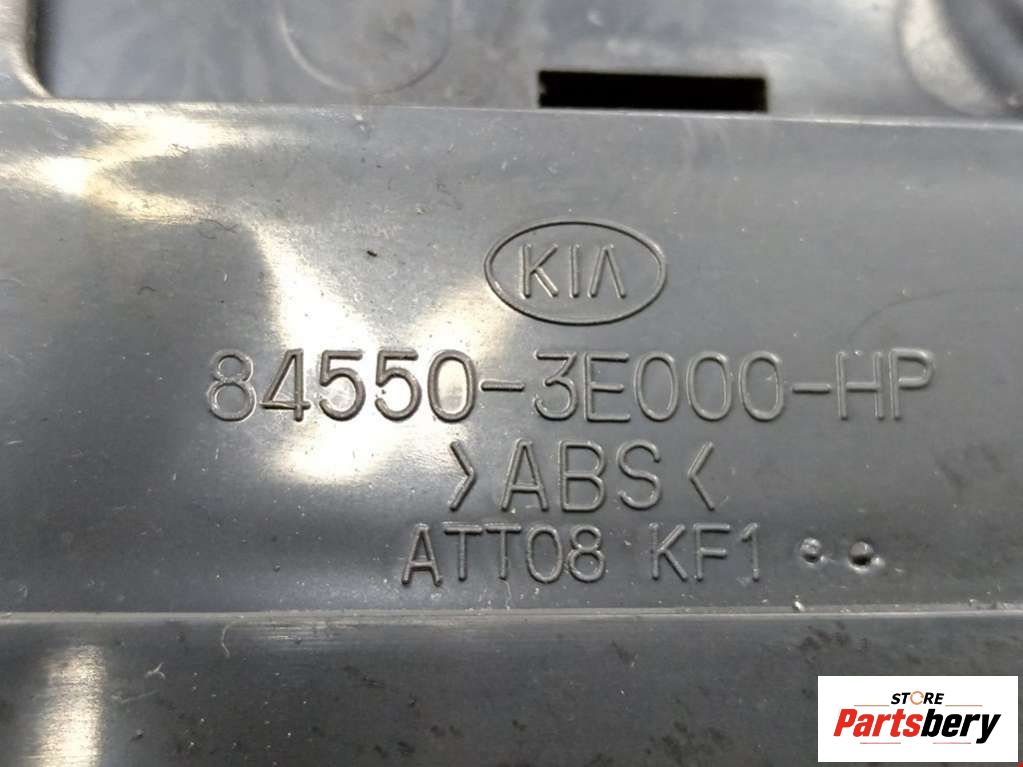 KIA
84550-3E000-HP
>ABS<
ATT08 KF1
STORE
Partsbery